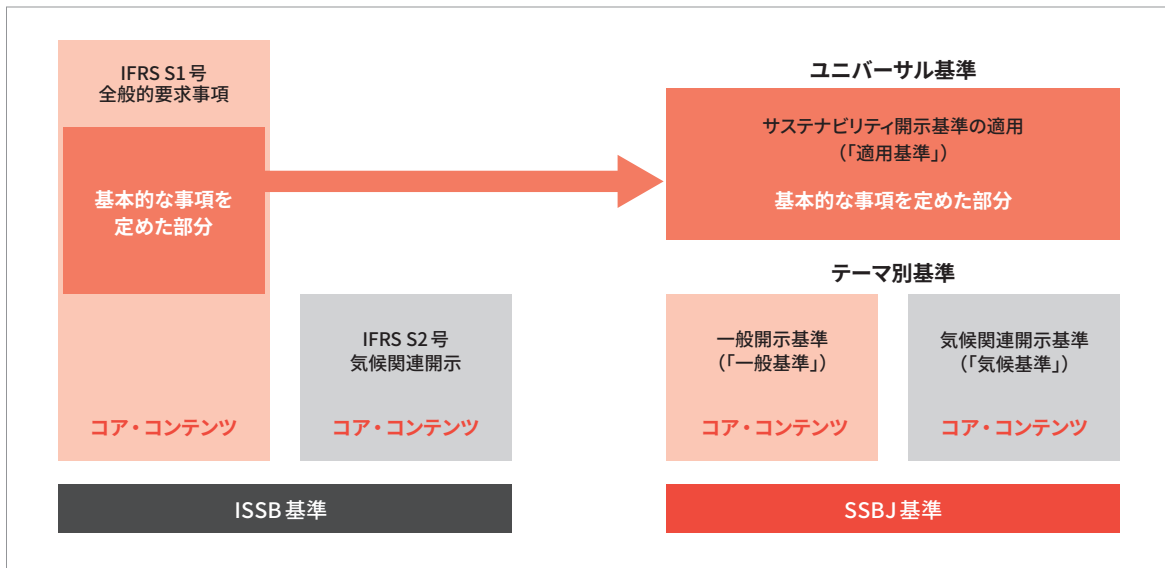 IFRS S1号
全般的要求事項
基本的な事項を
定めた部分
コア・コンテンツ
IFRS S2号
気候関連開示
コア・コンテンツ
ISSB基準
ユニバーサル基準
サステナビリティ開示基準の適用
（「適用基準」）
基本的な事項を定めた部分
テーマ別基準
一般開示基準
（「一般基準」）
コア・コンテンツ
気候関連開示基準
（「気候基準」）
コア・コンテンツ
SSBJ基準